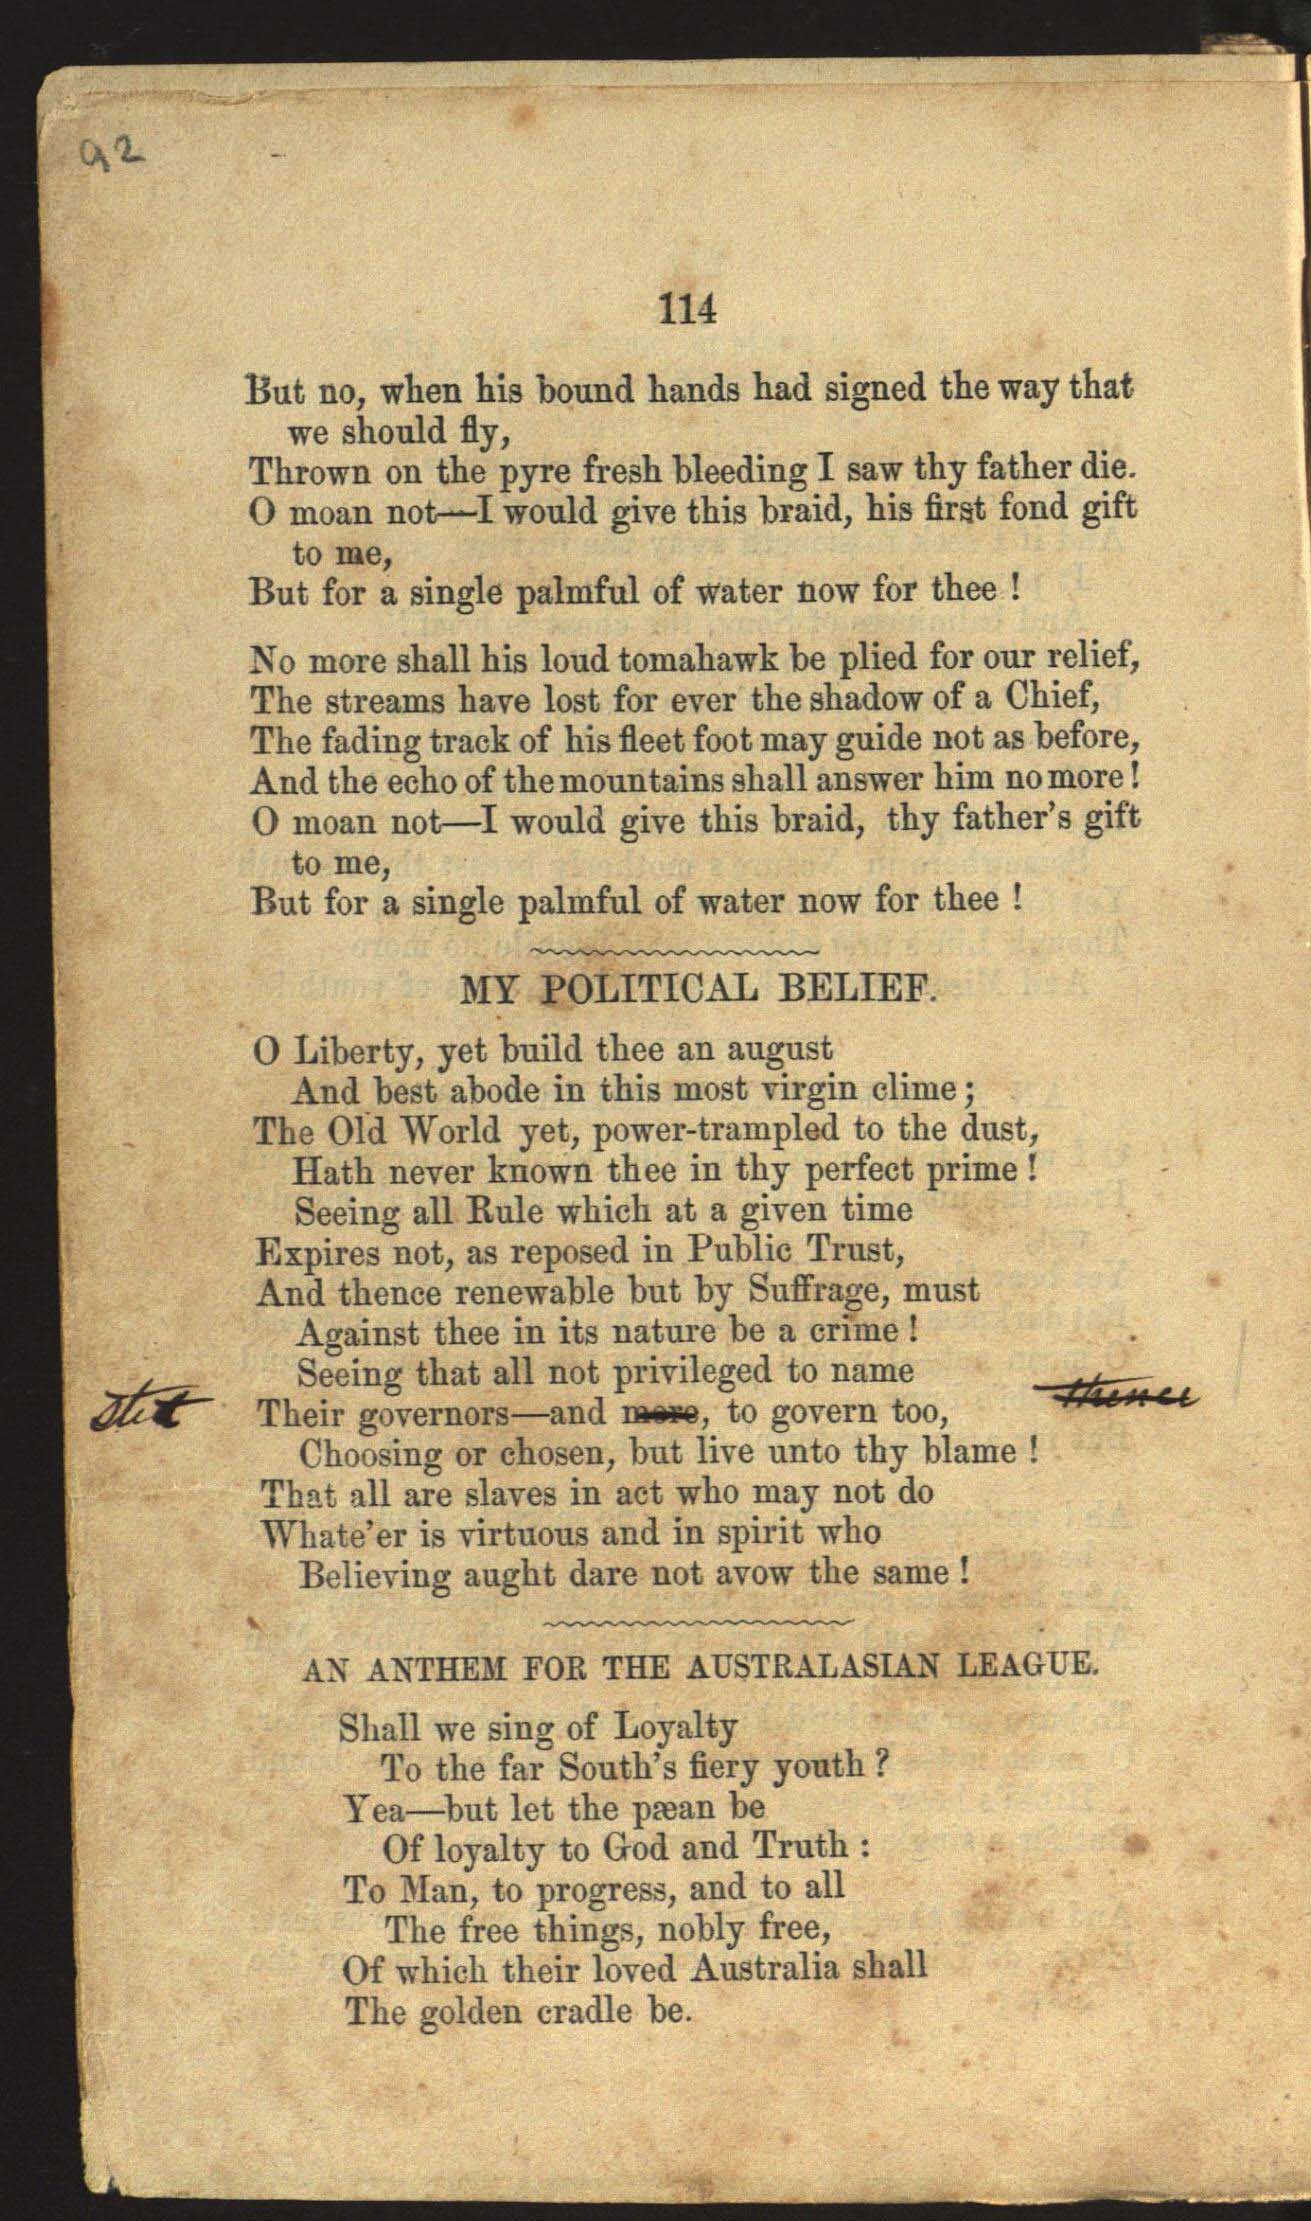 92
114
But no, when his bound hands had signed the way that
we should fly,
Thrown on the pyre fresh bleeding I saw thy father die.
O moan not—I would give this braid, his first fond gift
to me,
But for a single palmful of water now for thee !
No more shall his loud tomahawk be plied for our relief,
The streams have lost for ever the shadow of a Chief,
The fading track of his fleet foot may guide not as before,
And the echo of the mountains shall answer him no more !
O moan not—I would give this braid, thy father's gift
to me,
But for a single palmful of water now for thee !
MY POLITICAL BELIEF.
O Liberty, yet build thee an august
And best abode in this most virgin clime ;
The Old World yet, power-trampled to the dust,
Hath never known thee in thy perfect prime !
Seeing all Rule which at a given time
Expires not, as reposed in Public Trust,
And thence renewable but by Suffrage, must
Against thee in its nature be a crime !
Seeing that all not privileged to name
stet Their governors—and more, to govern too, thence
Choosing or chosen, but live unto thy blame !
That all are slaves in act who may not do
Whate'er is virtuous and in spirit who
Believing aught dare not avow the same !
AN ANTHEM FOR THE AUSTRALASIAN LEAGUE.
Shall we sing of Loyalty
To the far South's fiery youth ?
Yea—but let the pæan be
Of loyalty to God and Truth :
To Man, to progress, and to all
The free things, nobly free,
Of which their loved Australia shall
The golden cradle be.